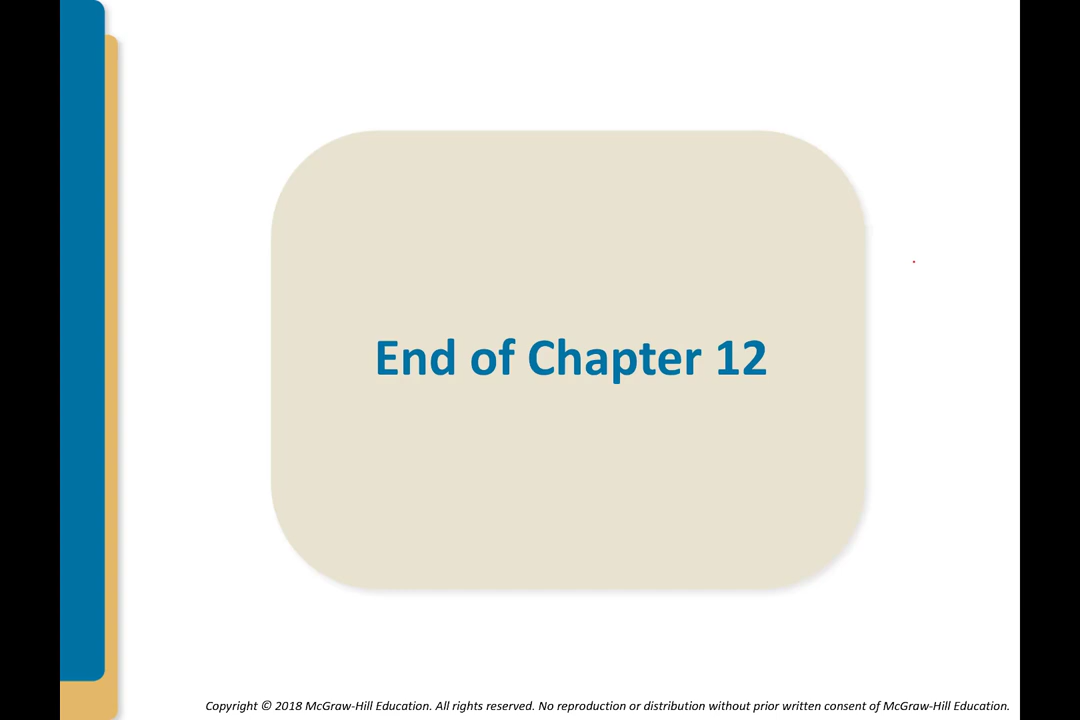 End of Chapter 12
Copyright © 2018 McGraw-Hill Education. All rights reserved. No reproduction or distribution without prior written consent of McGraw-Hill Education.